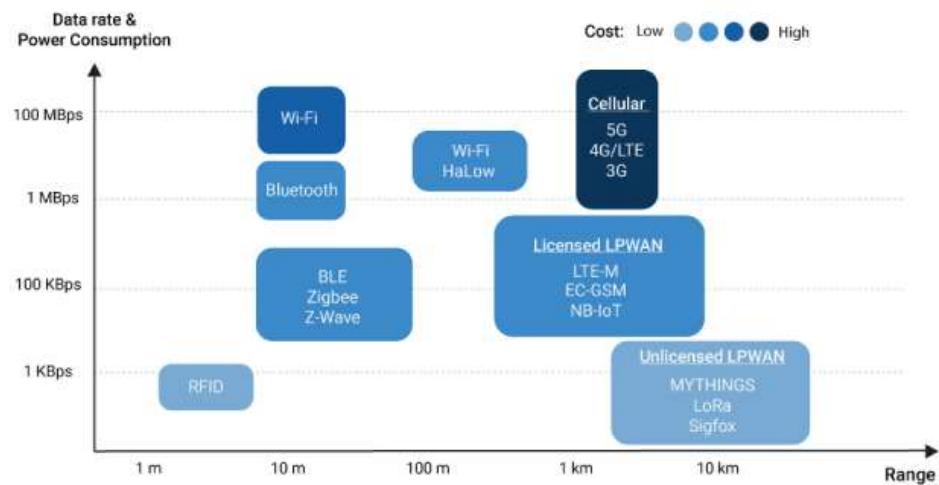 Data rate &
Power Consumption
Cost: Low High
100 MBps
1 MBps
100 KBps
1 KBps
Wi-Fi
Bluetooth
Wi-Fi
HaLow
Cellular
5G
4G/LTE
3G
BLE
Zigbee
Z-Wave
Licensed LPWAN
LTE-M
EC-GSM
NB-IoT
RFID
Unlicensed LPWAN
MYTHINGS
LoRa
Sigfox
1 m 10 m 100 m 1 km 10 km
Range